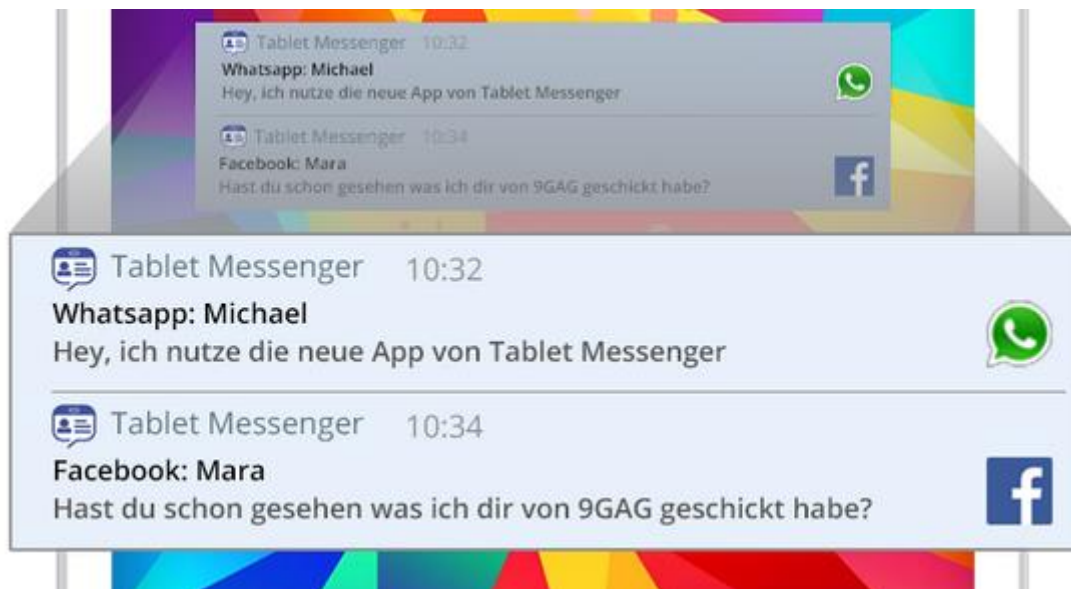 Tablet Messenger 10:32
Whatsapp: Michael
Hey, ich nutze die neue App von Tablet Messenger
Tablet Messenger 10:34
Facebook: Mara
Hast du schon gesehen was ich dir von 9GAG geschickt habe?
Tablet Messenger 10:32
Whatsapp: Michael
Hey, ich nutze die neue App von Tablet Messenger
Tablet Messenger 10:34
Facebook: Mara
Hast du schon gesehen was ich dir von 9GAG geschickt habe?